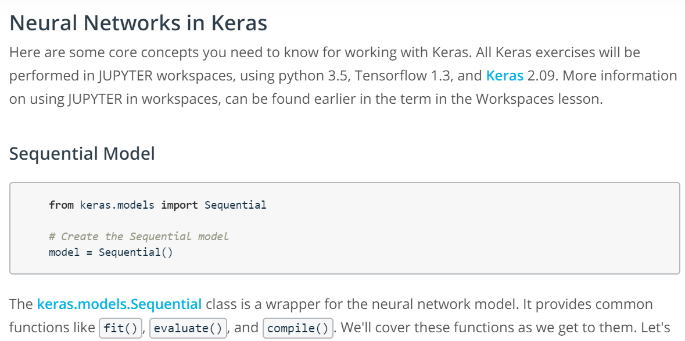 Neural Networks in Keras
Here are some core concepts you need to know for working with Keras. All Keras exercises will be
performed in JUPYTER workspaces, using python 3.5, Tensorflow 1.3, and Keras 2.09. More information
on using JUPYTER in workspaces, can be found earlier in the term in the Workspaces lesson.
Sequential Model
from keras.models import Sequential
# Create the Sequential model
model = Sequential()
The keras.models.Sequential class is a wrapper for the neural network model. It provides common
functions like fit(), evaluate(), and compile(). We'll cover these functions as we get to them. Let's